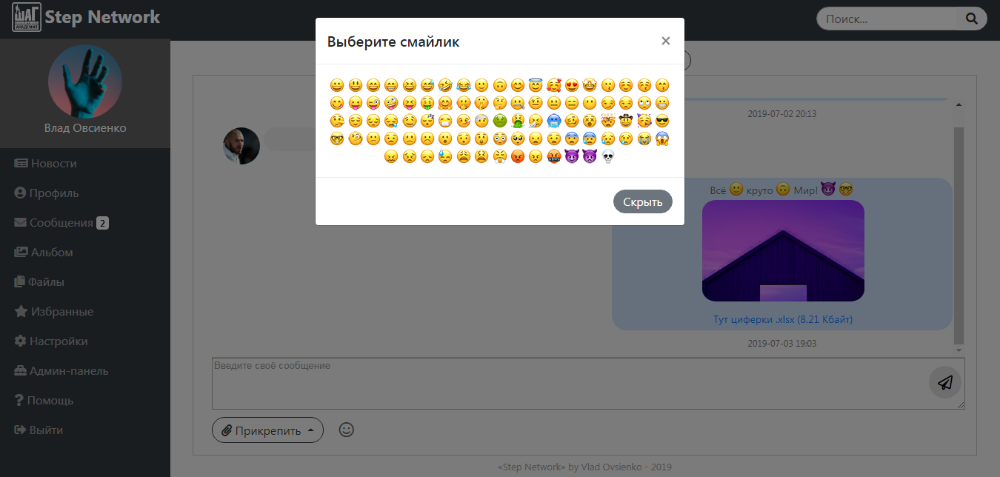 ШАГ
КОМПЬЮТЕРНАЯ
АКАДЕМИЯ
Step Network
Поиск...
Влад Овсиенко
Новости
Профиль
Сообщения 2
Альбом
Файлы
Избранные
Настройки
Админ-панель
Помощь
Выйти
Выберите смайлик
×
Скрыть
2019-07-02 20:13
Всё 🙂 круто 🙃 Мир! 😈 🤓
Тут циферки .xlsx (8.21 Кбайт)
2019-07-03 19:03
Введите своё сообщение
Прикрепить
«Step Network» by Vlad Ovsienko - 2019